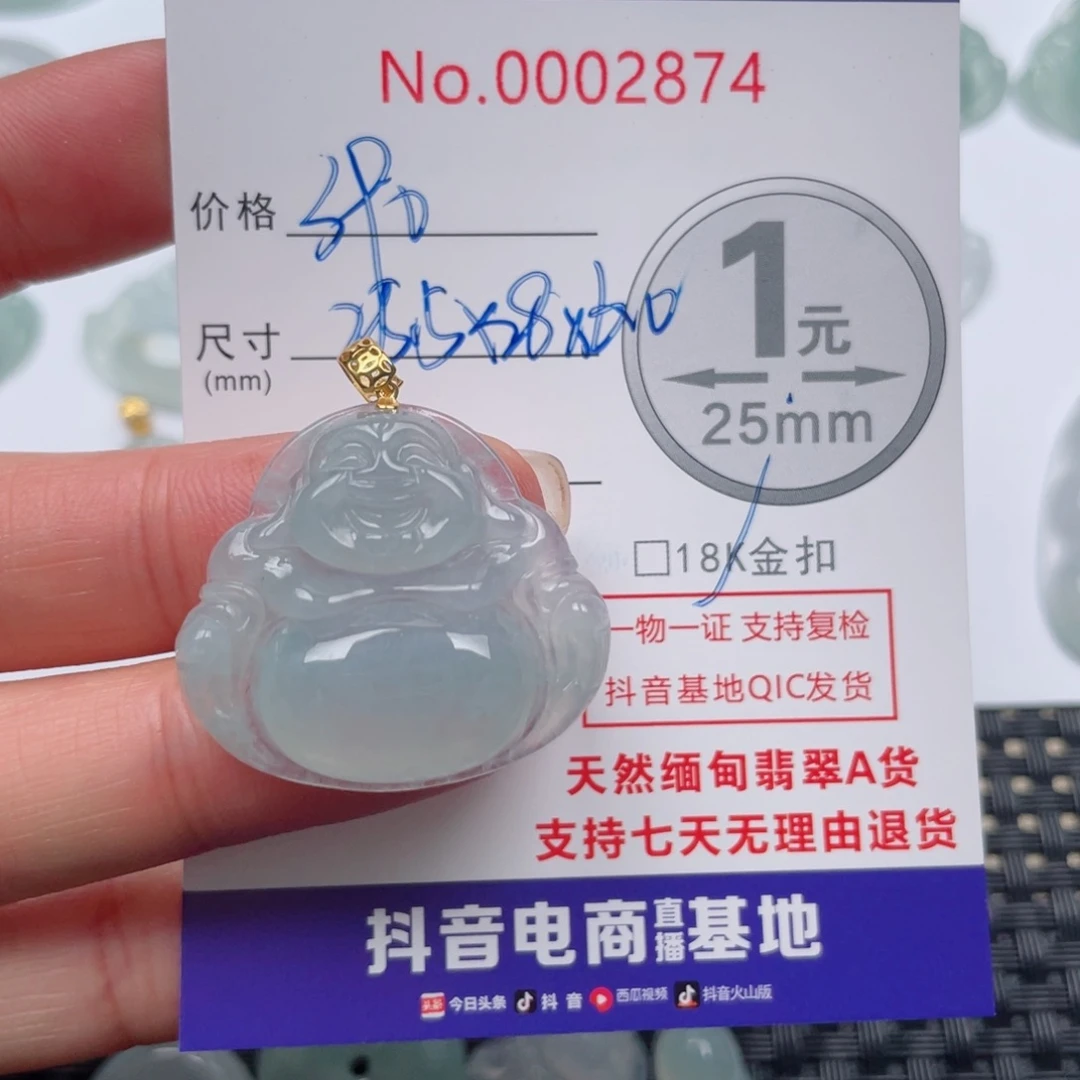 No.0002874
价格
尺寸
(mm)
1元
25mm
□18K金扣
一物一证 支持复检
抖音基地QIC发货
天然缅甸翡翠A货
支持七天无理由退货
抖音电商直播基地
今日头条 抖音 西瓜视频 抖音火山版